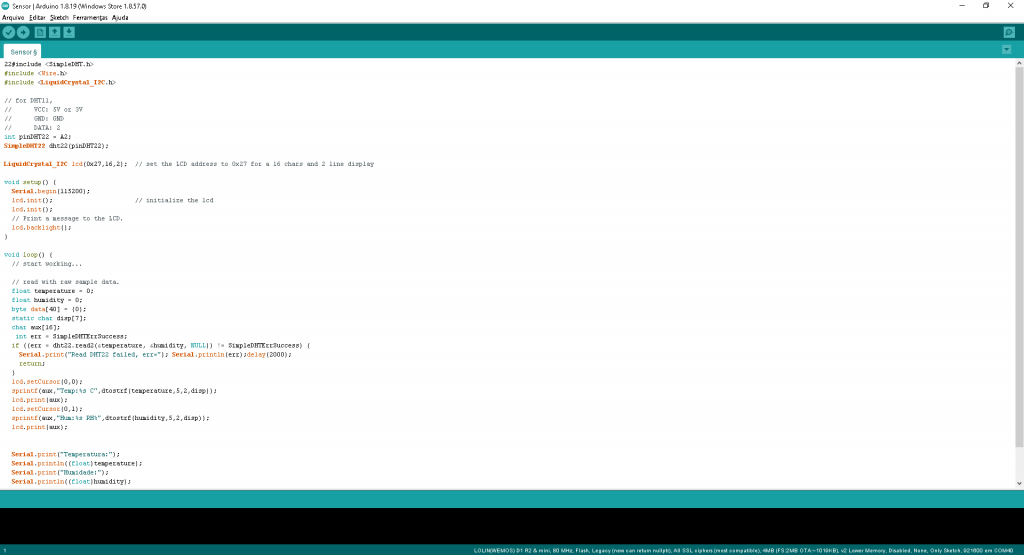 Sensor | Arduino 1.8.19 (Windows Store 1.8.57.0)
Arquivo Editar Sketch Ferramentas Ajuda
Sensor §
22#include <SimpleDHT.h>
#include <Wire.h>
#include <LiquidCrystal_I2C.h>
// for DHT11,
//      VCC: 5V or 3V
//      GND: GND
//      DATA: 2
int pinDHT22 = A2;
SimpleDHT22 dht22(pinDHT22);
LiquidCrystal_I2C lcd(0x27,16,2);  // set the LCD address to 0x27 for a 16 chars and 2 line display
void setup() {
  Serial.begin(115200);
  lcd.init();                      // initialize the lcd
  lcd.init();
  // Print a message to the LCD.
  lcd.backlight();
}
void loop() {
  // start working...
  // read with raw sample data.
  float temperature = 0;
  float humidity = 0;
  byte data[40] = {0};
  static char disp[7];
  char aux[16];
   int err = SimpleDHTErrSuccess;
  if ((err = dht22.read2(&temperature, &humidity, NULL)) != SimpleDHTErrSuccess) {
    Serial.print("Read DHT22 failed, err="); Serial.println(err);delay(2000);
    return;
  }
  lcd.setCursor(0,0);
  sprintf(aux,"Temp:%s C",dtostrf(temperature,5,2,disp));
  lcd.print(aux);
  lcd.setCursor(0,1);
  sprintf(aux,"Hum:%s RH%",dtostrf(humidity,5,2,disp));
  lcd.print(aux);
  Serial.print("Temperatura:");
  Serial.println((float)temperature);
  Serial.print("Humidade:");
  Serial.println((float)humidity);
1
LOLIN(WEMOS) D1 R2 & mini, 80 MHz, Flash, Legacy (new can return nullptr), All SSL ciphers (most compatible), 4MB (FS:2MB OTA:~1019KB), v2 Lower Memory, Disabled, None, Only Sketch, 921600 em COM4